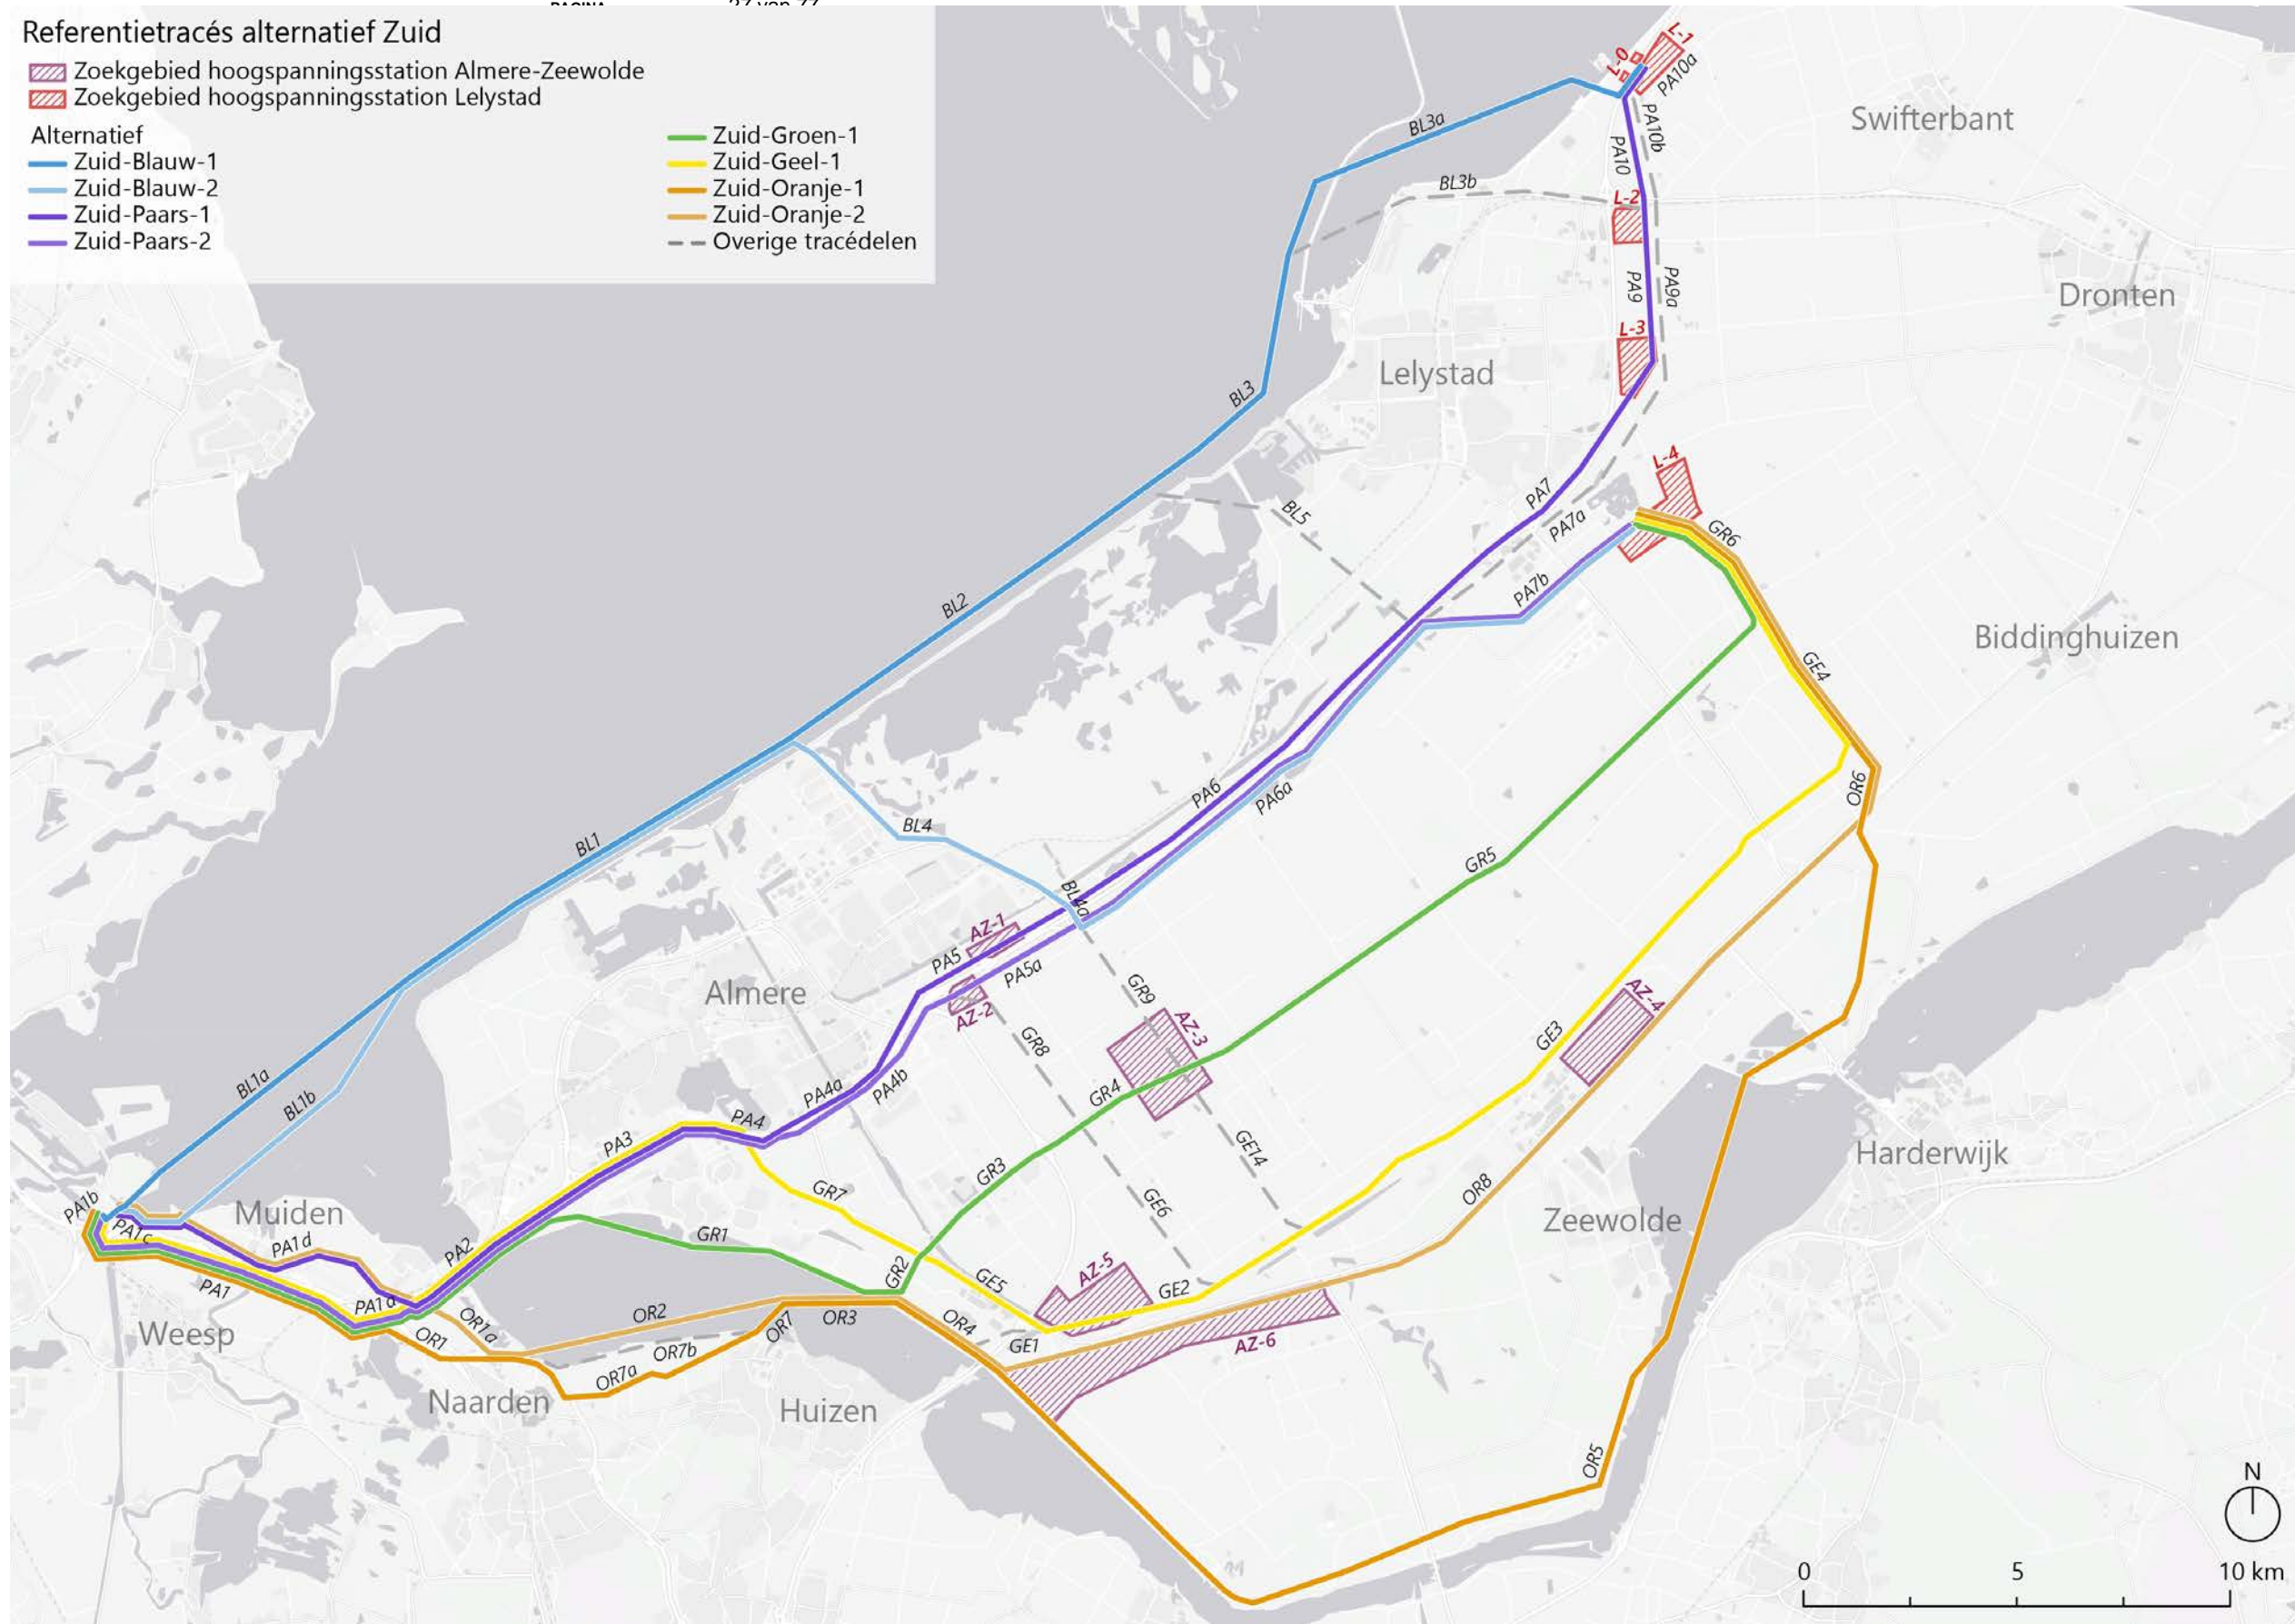 PAGINA 27 van 77
Referentietracés alternatief Zuid
Zoekgebied hoogspanningsstation Almere-Zeewolde
Zoekgebied hoogspanningsstation Lelystad
Alternatief
Zuid-Blauw-1
Zuid-Blauw-2
Zuid-Paars-1
Zuid-Paars-2
Zuid-Groen-1
Zuid-Geel-1
Zuid-Oranje-1
Zuid-Oranje-2
Overige tracédelen
L-1
L-0
PA10a
BL3a
PA10b
PA10
Swifterbant
BL3b
L-2
PA9
PA9a
Dronten
L-3
Lelystad
BL3
L-4
PA7
BL5
PA7a
GR6
PA7b
BL2
Biddinghuizen
GE4
PA6
PA6a
OR6
BL4
BL1
GR5
BL4a
AZ-1
PA5
PA5a
Almere
GR9
AZ-4
AZ-2
AZ-3
GR8
GE3
BL1a
BL1b
PA4a
PA4b
GR4
PA4
PA3
GE14
Harderwijk
GR3
PA1b
Muiden
GR7
GE6
OR8
PA1c
PA1d
PA2
GR1
Zeewolde
GR2
AZ-5
GE5
PA1
PA1a
GE2
OR1a
OR2
OR3
OR4
Weesp
OR1
OR7
GE1
AZ-6
OR7b
OR7a
Naarden
Huizen
OR5
N
0 5 10 km